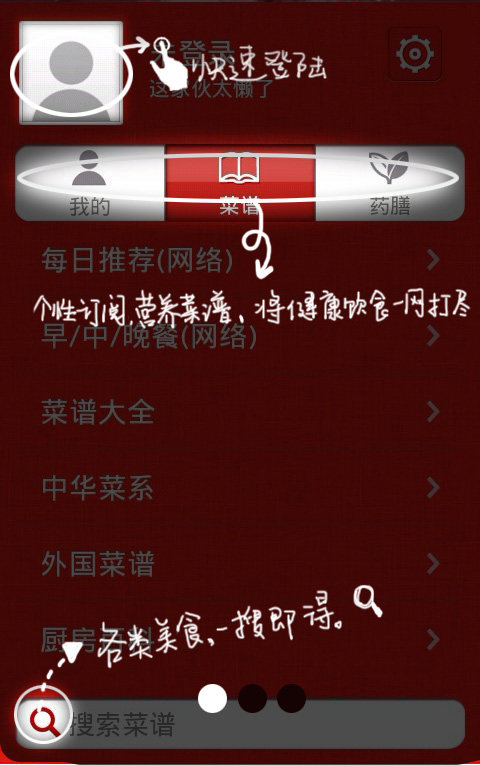 未登录
快速登陆
这家伙太懒了
我的 菜谱 药膳
每日推荐(网络)
个性订阅,营养菜谱、将健康饮食一网打尽
早/中/晚餐(网络)
菜谱大全
中华菜系
外国菜谱
各类美食,一搜即得。
厨房百科
搜索菜谱